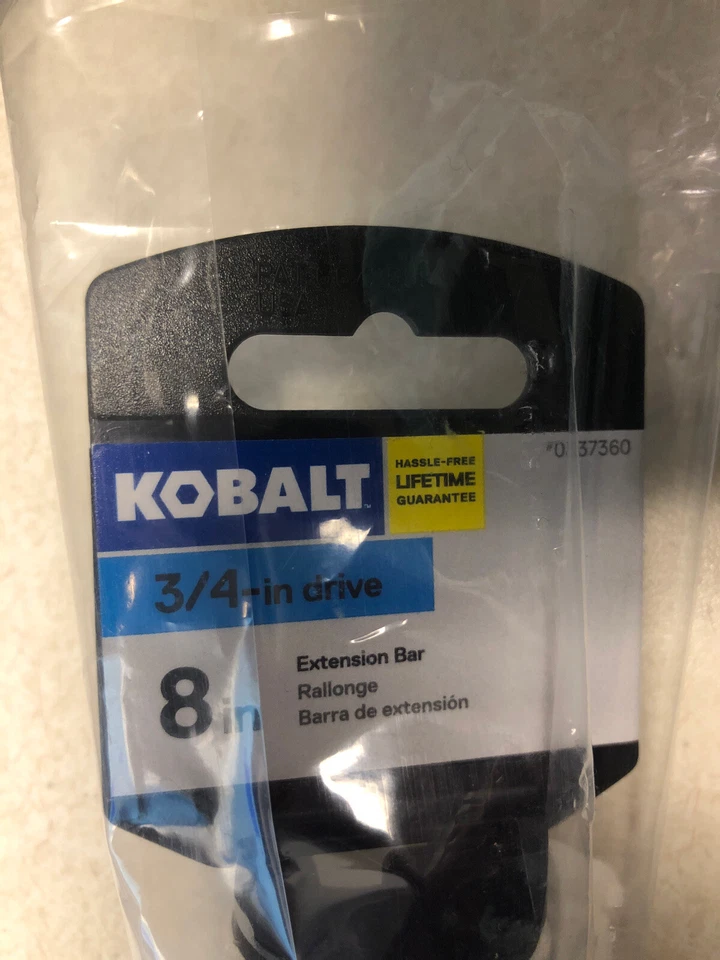 KOBALT
HASSLE-FREE
LIFETIME
GUARANTEE
3/4-in drive
8 in
Extension Bar
Rallonge
Barra de extensión